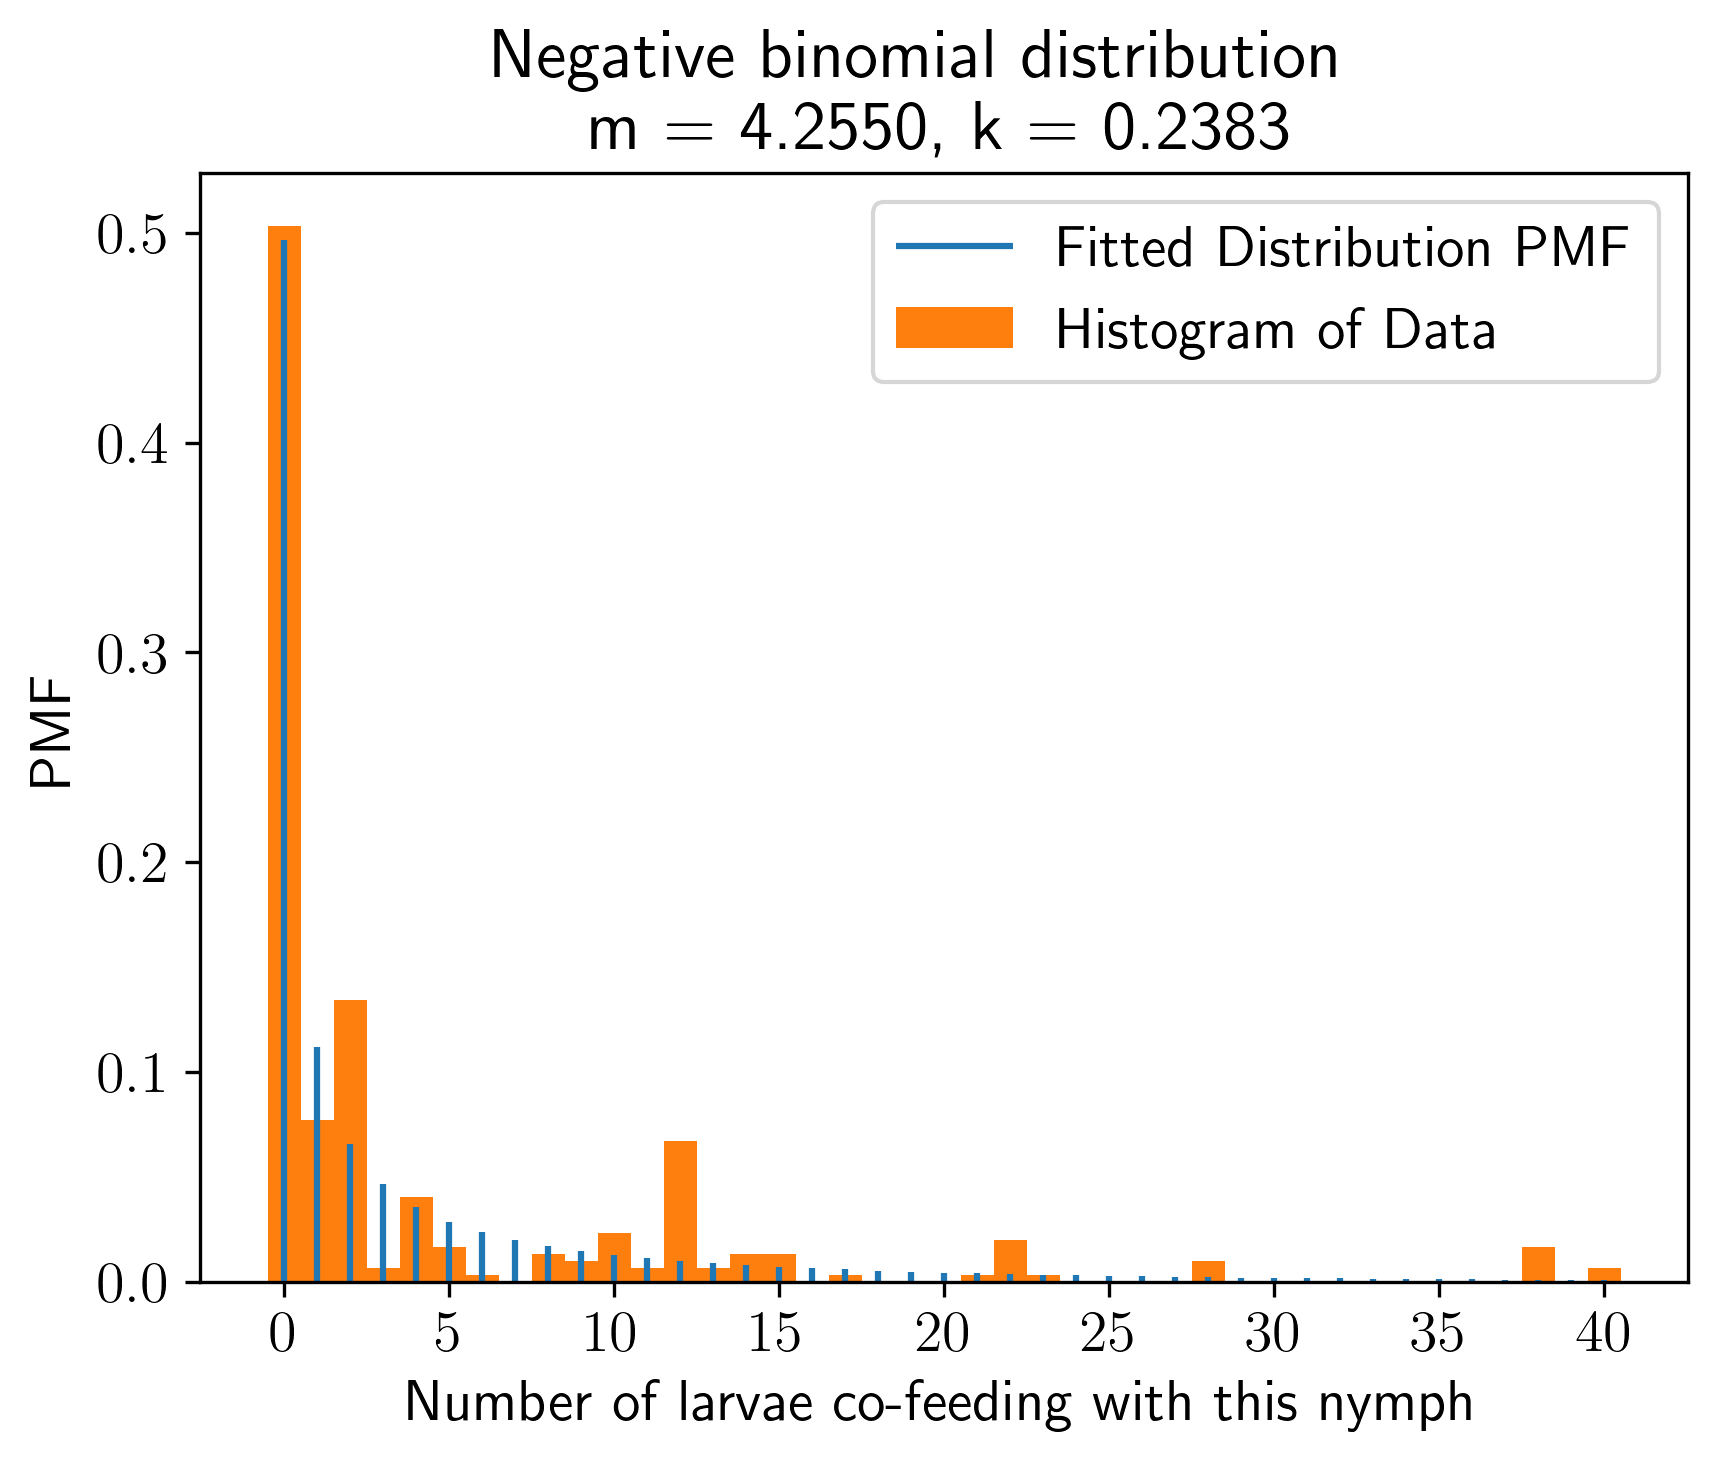 Negative binomial distribution
m = 4.2550, k = 0.2383
Fitted Distribution PMF
Histogram of Data
PMF
0.5
0.4
0.3
0.2
0.1
0.0
0 5 10 15 20 25 30 35 40
Number of larvae co-feeding with this nymph